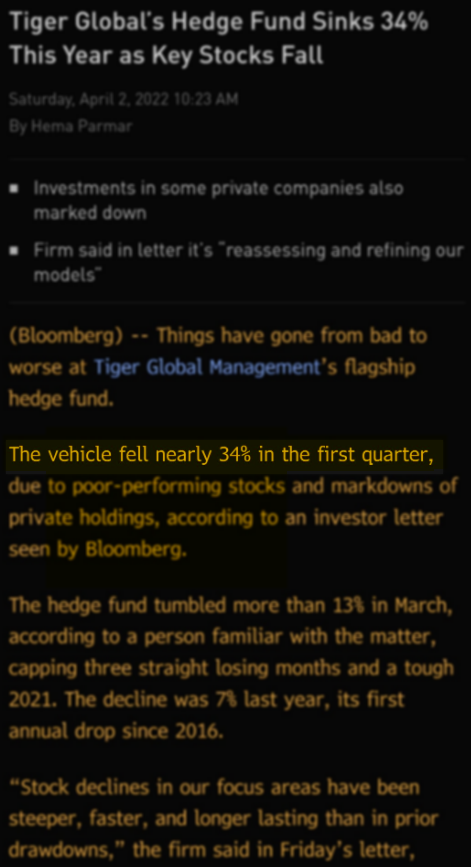 Tiger Global's Hedge Fund Sinks 34%
This Year as Key Stocks Fall
Saturday, April 2, 2022 10:23 AM
By Hema Parmar
■ Investments in some private companies also
marked down
■ Firm said in letter it's "reassessing and refining our
models"
(Bloomberg) -- Things have gone from bad to
worse at Tiger Global Management's flagship
hedge fund.
The vehicle fell nearly 34% in the first quarter,
due to poor-performing stocks and markdowns of
private holdings, according to an investor letter
seen by Bloomberg.
The hedge fund tumbled more than 13% in March,
according to a person familiar with the matter,
capping three straight losing months and a tough
2021. The decline was 7% last year, its first
annual drop since 2016.
“Stock declines in our focus areas have been
steeper, faster, and longer lasting than in prior
drawdowns,” the firm said in Friday's letter,